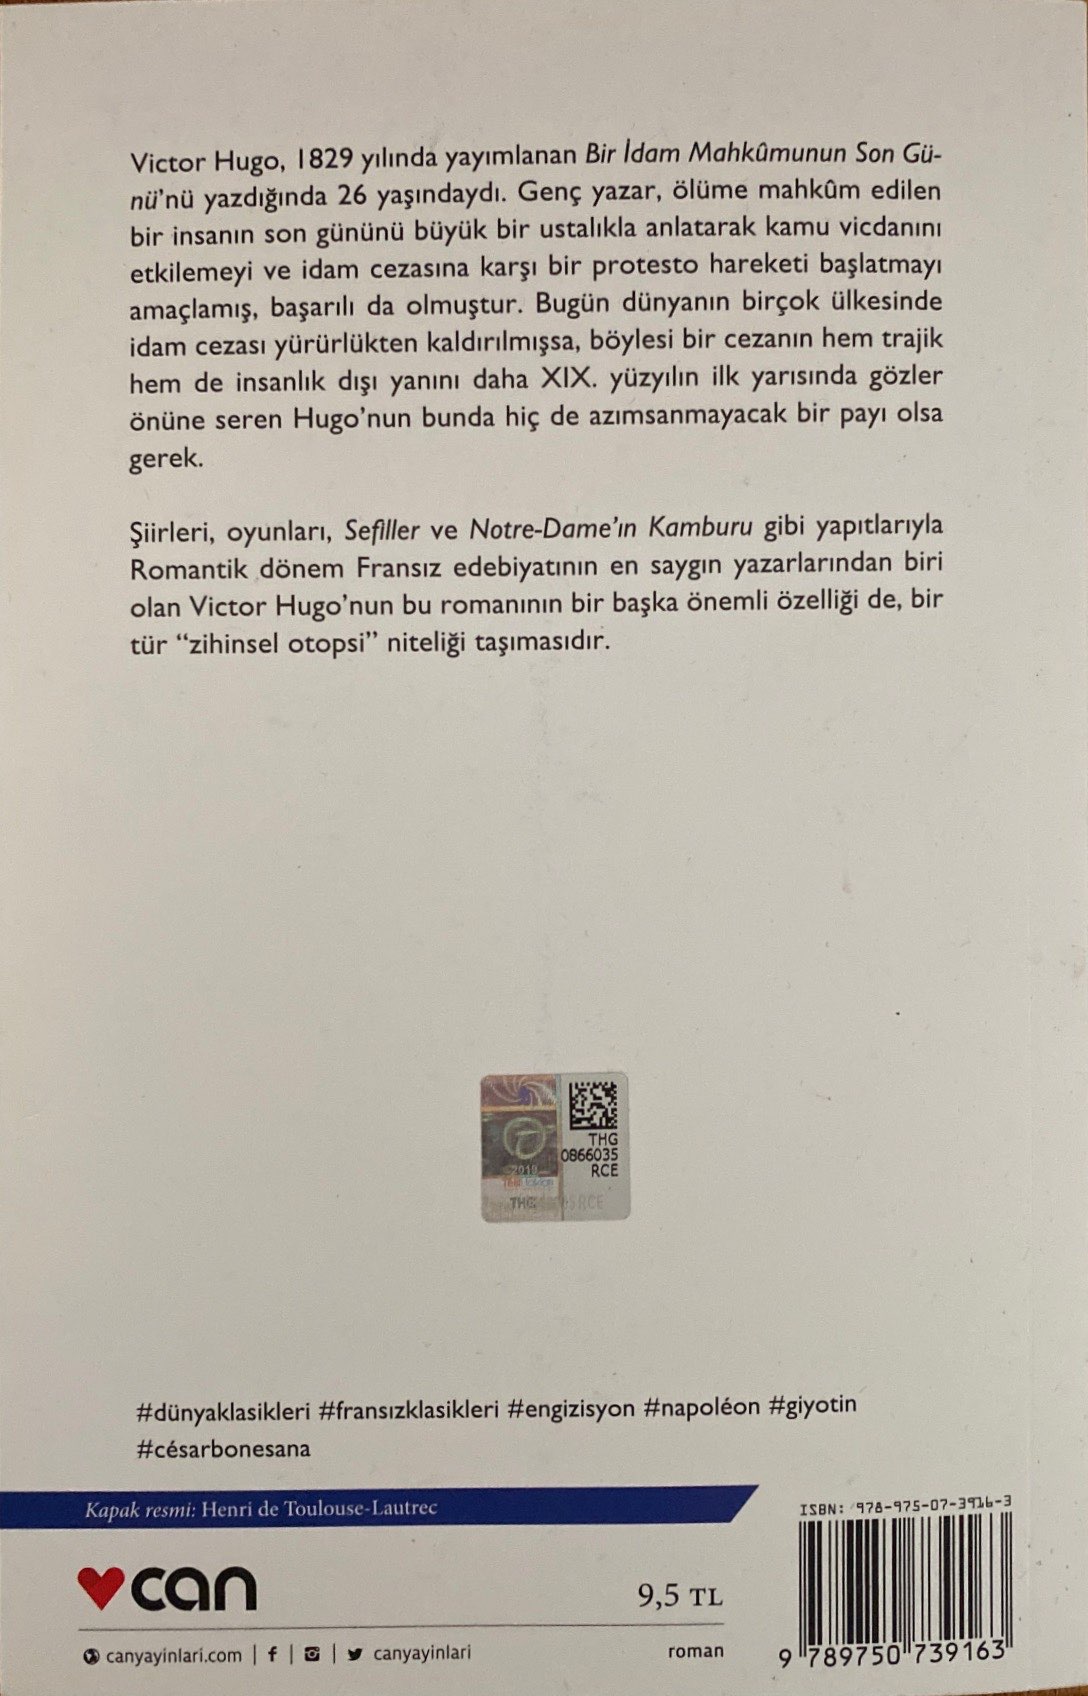 Victor Hugo, 1829 yılında yayımlanan Bir İdam Mahkûmunun Son Gü-
nü'nü yazdığında 26 yaşındaydı. Genç yazar, ölüme mahkûm edilen
bir insanın son gününü büyük bir ustalıkla anlatarak kamu vicdanını
etkilemeyi ve idam cezasına karşı bir protesto hareketi başlatmayı
amaçlamış, başarılı da olmuştur. Bugün dünyanın birçok ülkesinde
idam cezası yürürlükten kaldırılmışsa, böylesi bir cezanın hem trajik
hem de insanlık dışı yanını daha XIX. yüzyılın ilk yarısında gözler
önüne seren Hugo'nun bunda hiç de azımsanmayacak bir payı olsa
gerek.
Şiirleri, oyunları, Sefiller ve Notre-Dame'ın Kamburu gibi yapıtlarıyla
Romantik dönem Fransız edebiyatının en saygın yazarlarından biri
olan Victor Hugo'nun bu romanının bir başka önemli özelliği de, bir
tür “zihinsel otopsi” niteliği taşımasıdır.
THG
0866035
RCE
2019
THG RCE
#dünyaklasikleri #fransızklasikleri #engizisyon #napoléon #giyotin
#césarbonesana
Kapak resmi: Henri de Toulouse-Lautrec
ISBN: 978-975-07-3916-3
can
9,5 TL
canyayinlari.com | f | | canyayinlari
roman
9 789750 739163